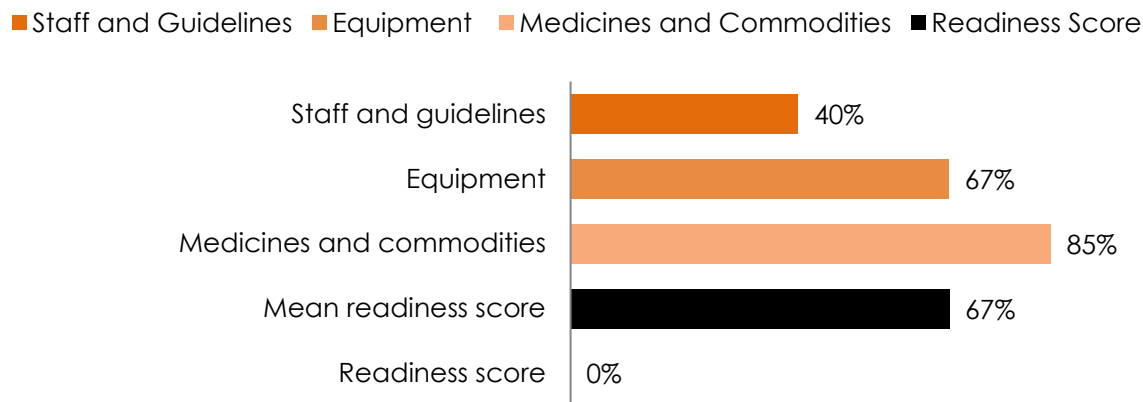 Staff and Guidelines Equipment Medicines and Commodities Readiness Score
Staff and guidelines 40%
Equipment 67%
Medicines and commodities 85%
Mean readiness score 67%
Readiness score 0%